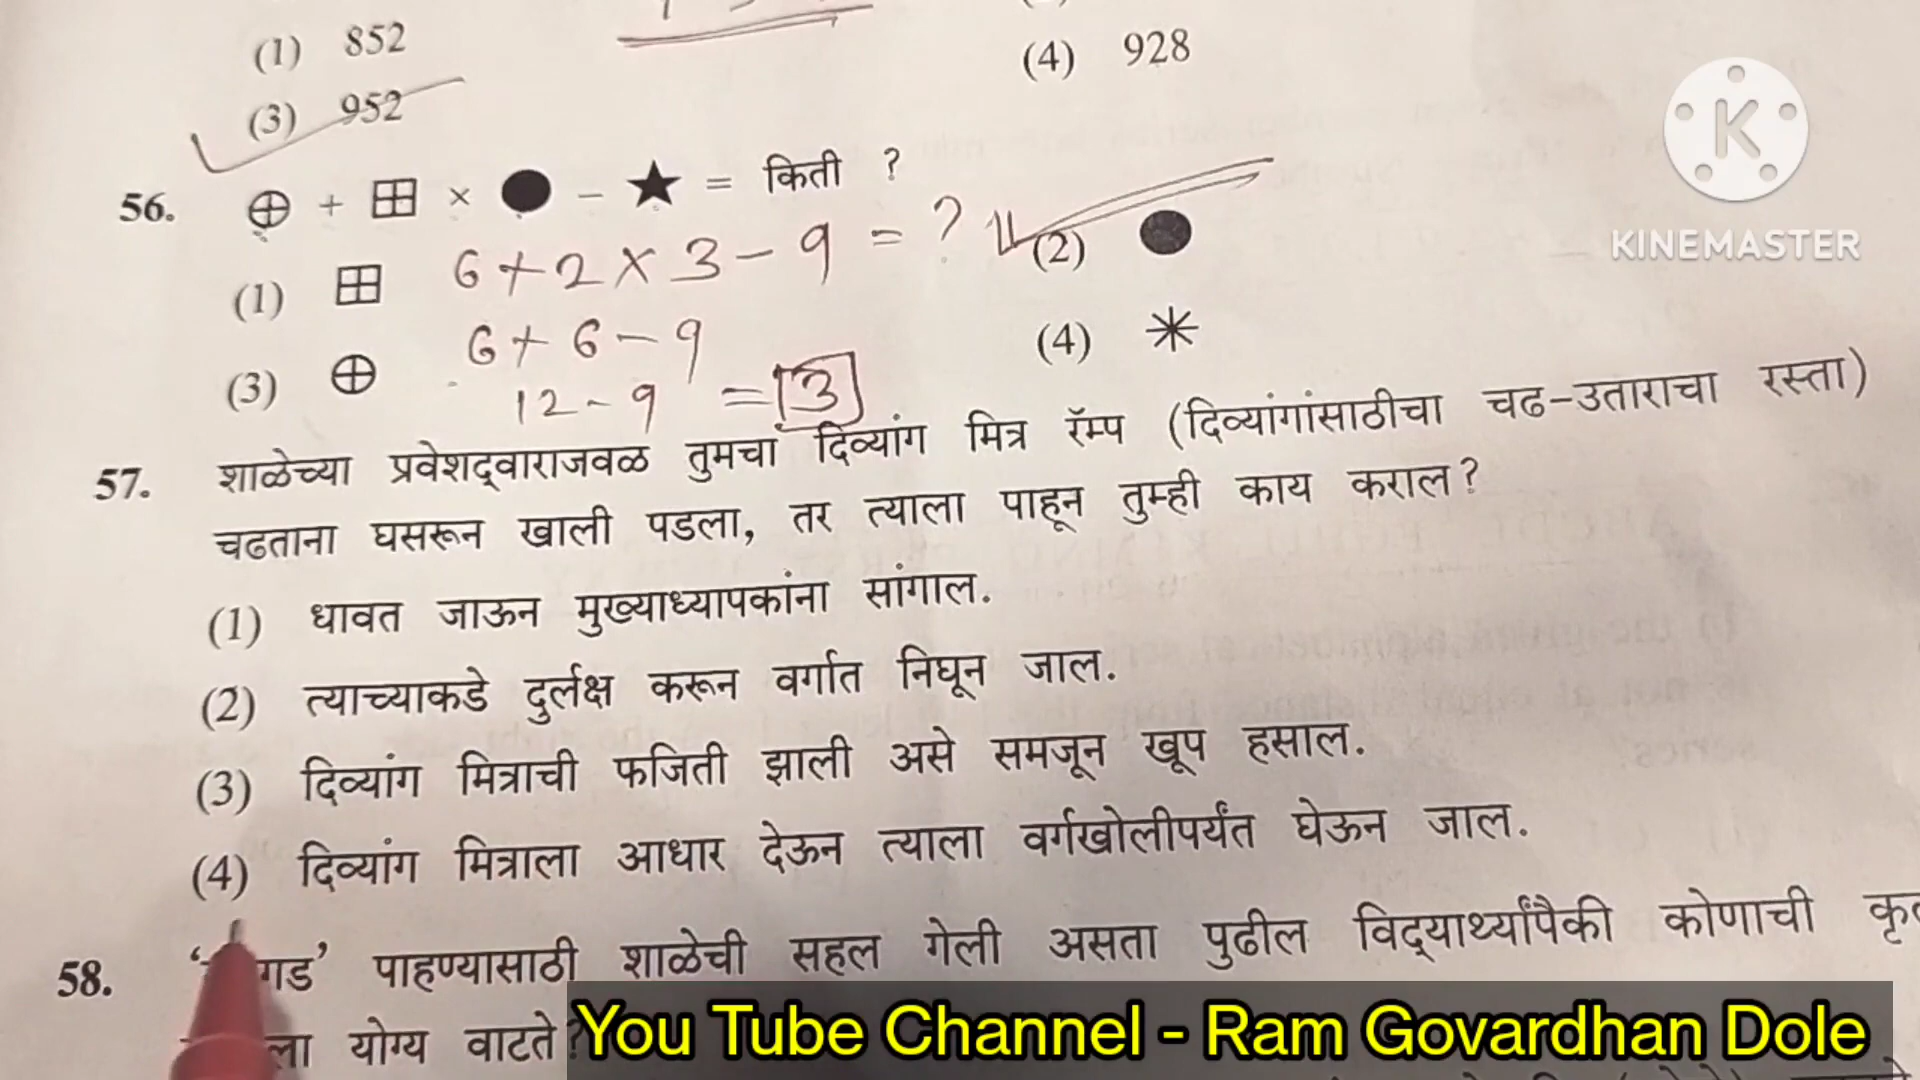 (1) 852
(4) 928
(3) 952
56. ⊕ + ⊞ × ● – ★ = किती ?
6 + 2 × 3 – 9 = ?
(1) ⊞ (2) ●
6 + 6 – 9
(3) ⊕ (4) ✳
12 – 9 = 3
57. शाळेच्या प्रवेशद्वाराजवळ तुमचा दिव्यांग मित्र रॅम्प (दिव्यांगांसाठीचा चढ-उताराचा रस्ता)
चढताना घसरून खाली पडला, तर त्याला पाहून तुम्ही काय कराल?
(1) धावत जाऊन मुख्याध्यापकांना सांगाल.
(2) त्याच्याकडे दुर्लक्ष करून वर्गात निघून जाल.
(3) दिव्यांग मित्राची फजिती झाली असे समजून खूप हसाल.
(4) दिव्यांग मित्राला आधार देऊन त्याला वर्गखोलीपर्यंत घेऊन जाल.
58. पाहण्यासाठी शाळेची सहल गेली असता पुढील विद्यार्थ्यांपैकी कोणाची
योग्य वाटते?
You Tube Channel - Ram Govardhan Dole
K
KINEMASTER